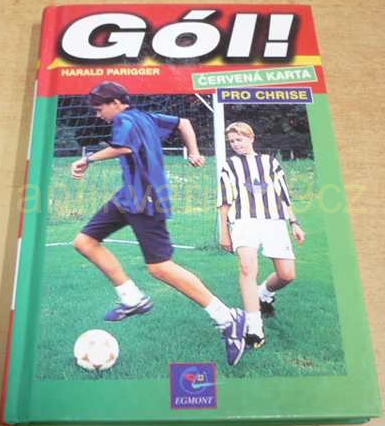 Gól!
HARALD PARIGGER
ČERVENÁ KARTA
PRO CHRISE
EGMONT